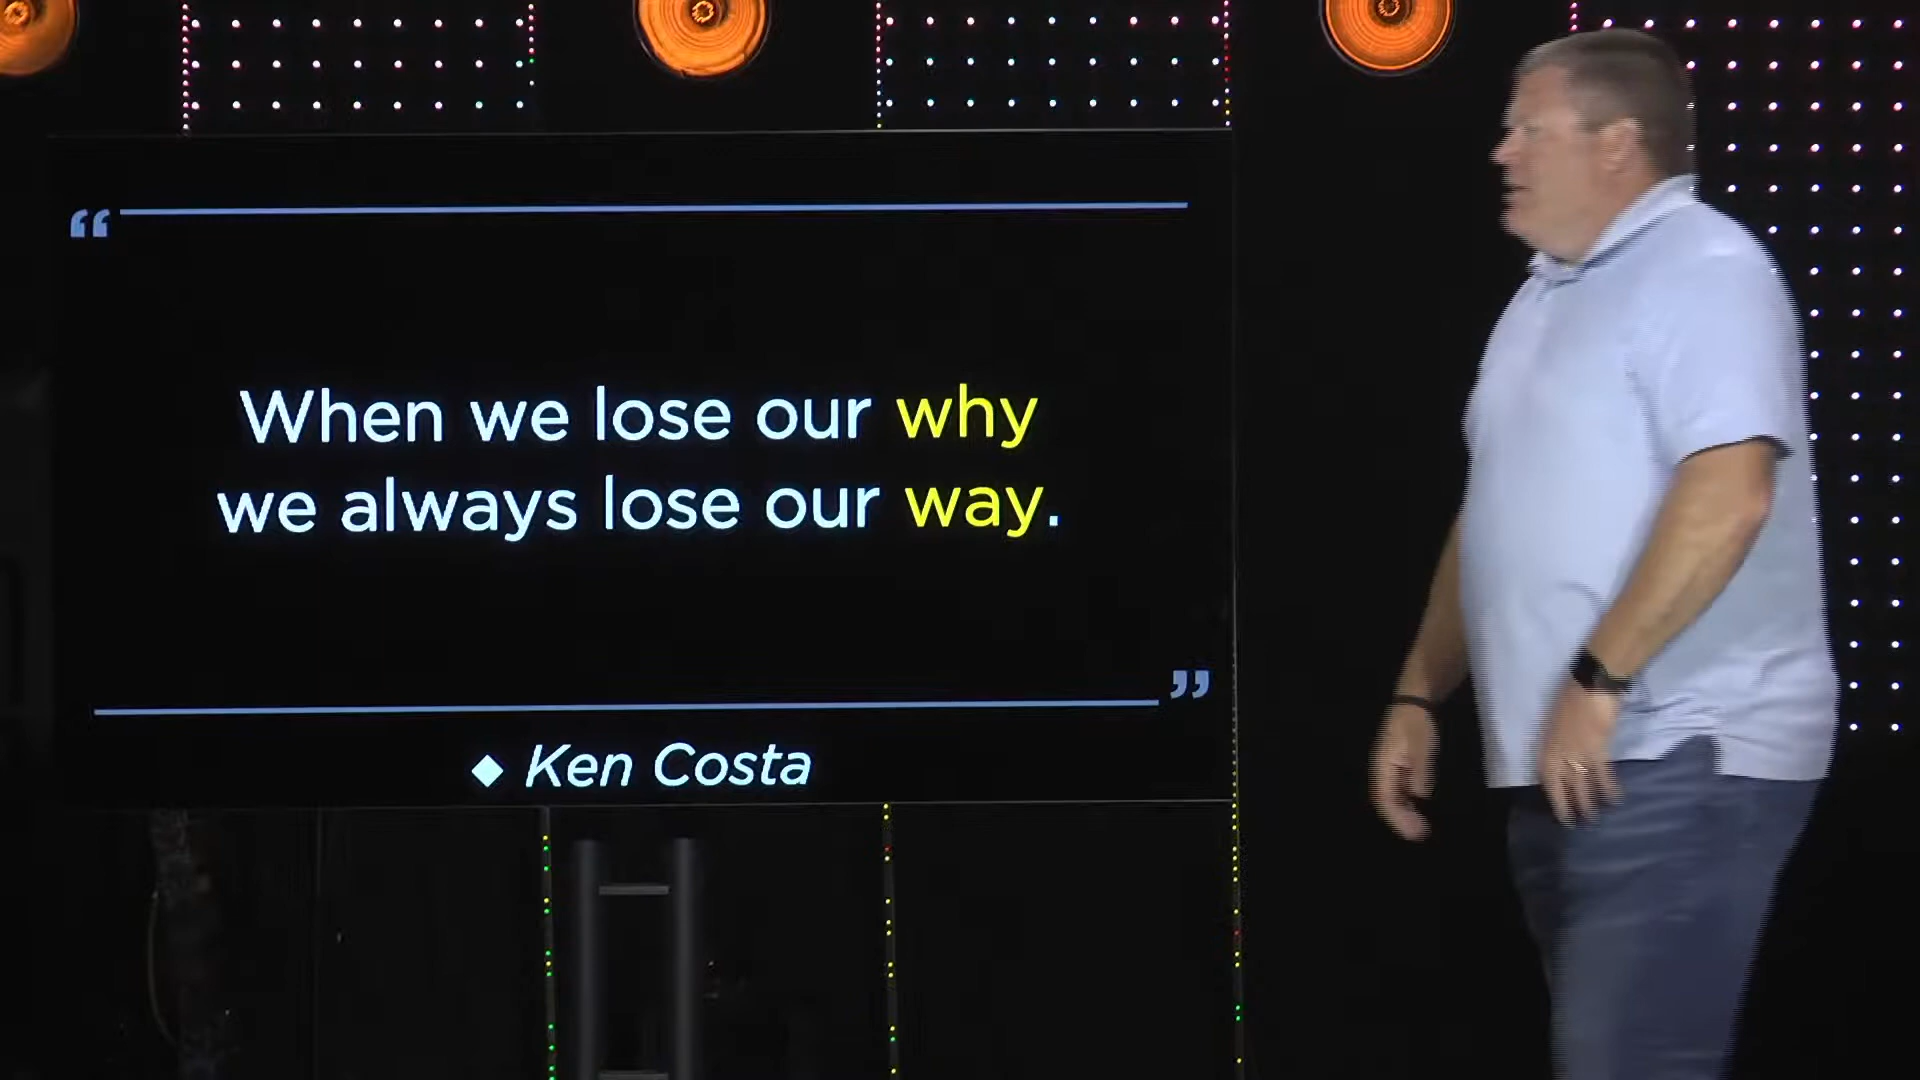 “
When we lose our why
we always lose our way.
”
◆ Ken Costa